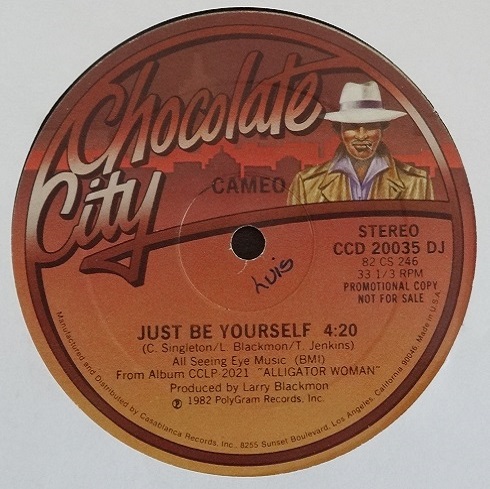 Chocolate
City
CAMEO
STEREO
CCD 20035 DJ
82 CS 246
33 1/3 RPM
PROMOTIONAL COPY
NOT FOR SALE
Luis
JUST BE YOURSELF 4:20
(C. Singleton/L. Blackmon/T. Jenkins)
All Seeing Eye Music (BMI)
From Album CCLP-2021 "ALLIGATOR WOMAN"
Produced by Larry Blackmon
℗ 1982 PolyGram Records, Inc.
Manufactured and Distributed by Casablanca Records, Inc., 8255 Sunset Boulevard, Los Angeles, California 90046, Made in U.S.A.